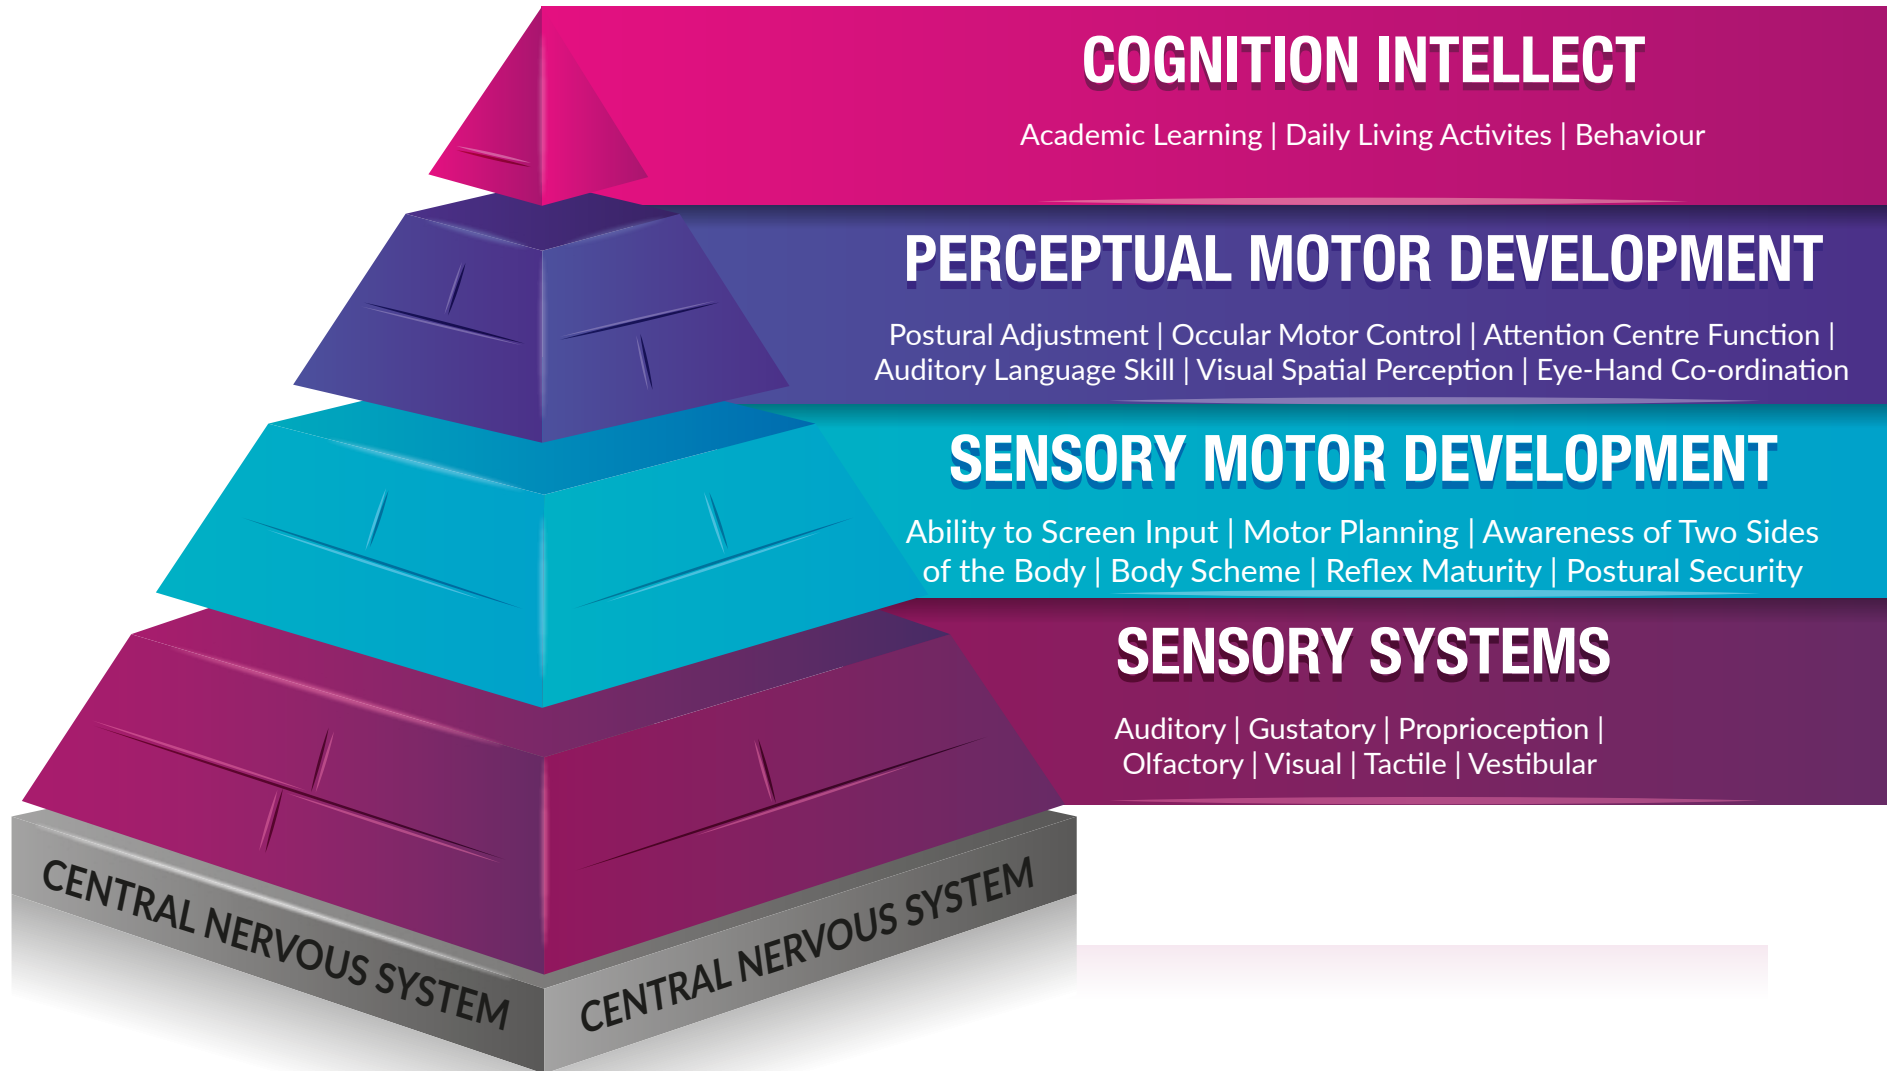 COGNITION INTELLECT
Academic Learning | Daily Living Activites | Behaviour
PERCEPTUAL MOTOR DEVELOPMENT
Postural Adjustment | Occular Motor Control | Attention Centre Function |
Auditory Language Skill | Visual Spatial Perception | Eye-Hand Co-ordination
SENSORY MOTOR DEVELOPMENT
Ability to Screen Input | Motor Planning | Awareness of Two Sides
of the Body | Body Scheme | Reflex Maturity | Postural Security
SENSORY SYSTEMS
Auditory | Gustatory | Proprioception |
Olfactory | Visual | Tactile | Vestibular
CENTRAL NERVOUS SYSTEM
CENTRAL NERVOUS SYSTEM